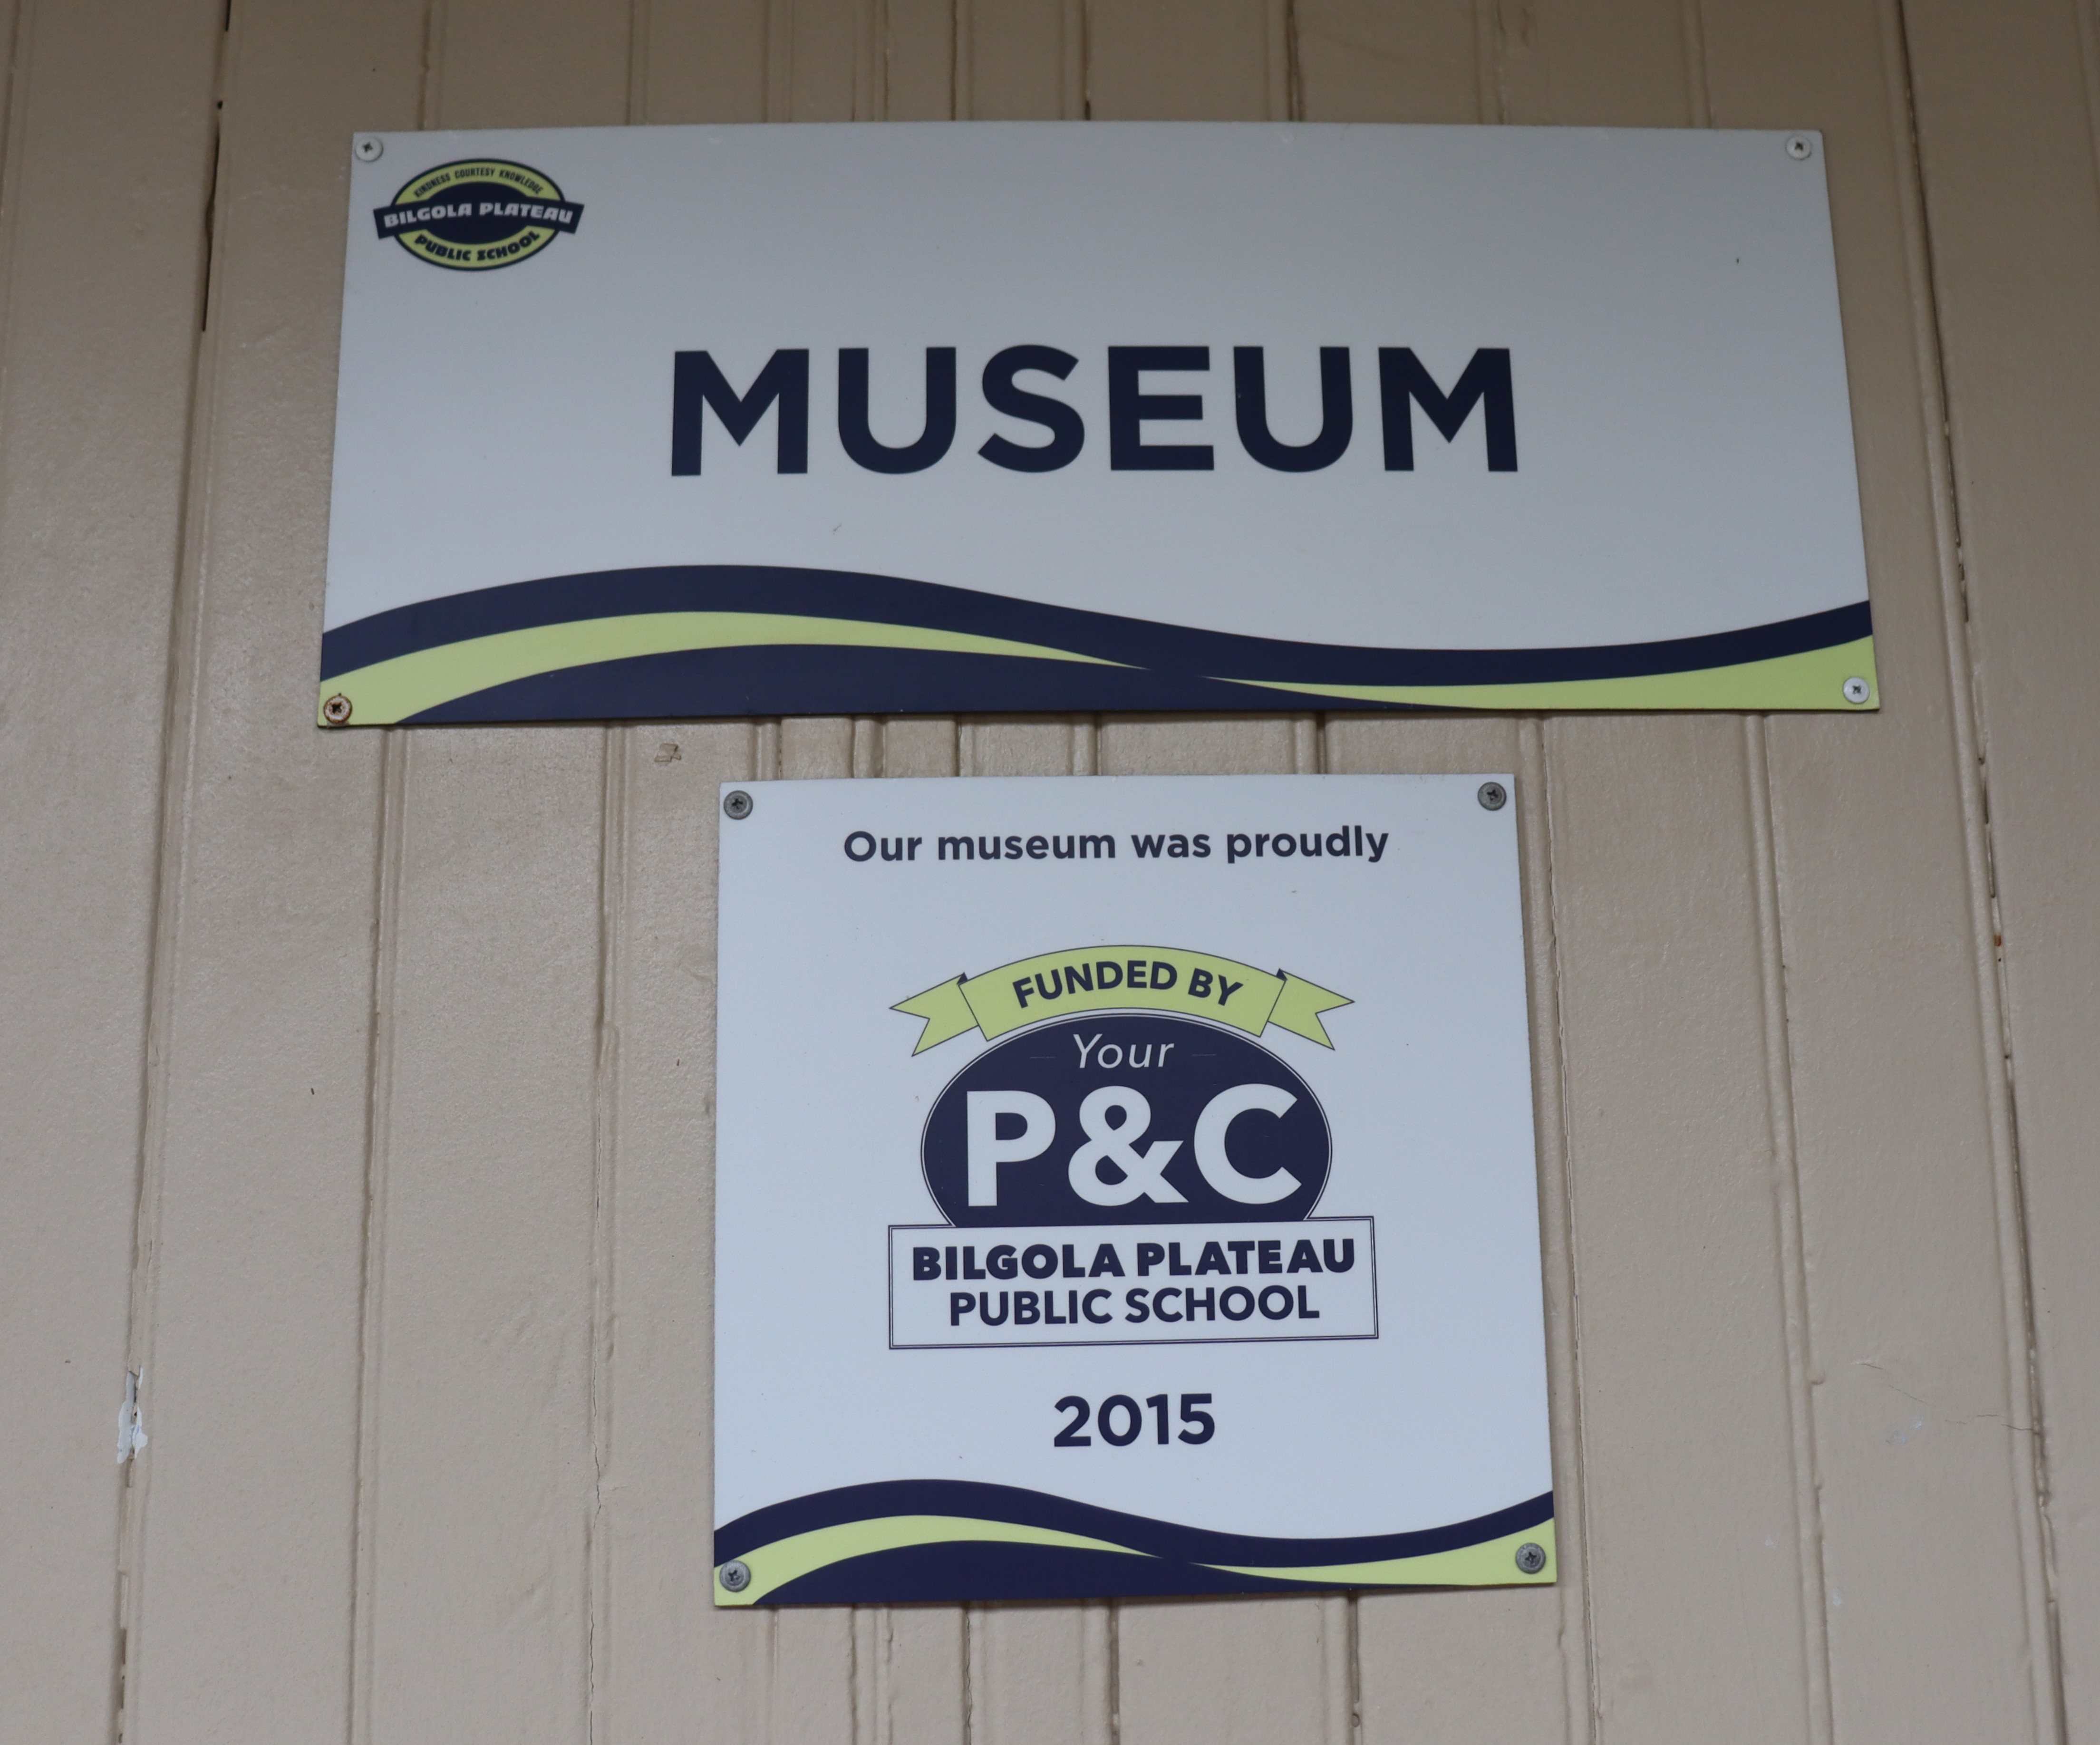 KINDNESS COURTESY KNOWLEDGE
BILGOLA PLATEAU
PUBLIC SCHOOL
MUSEUM
Our museum was proudly
FUNDED BY
Your
P&C
BILGOLA PLATEAU
PUBLIC SCHOOL
2015